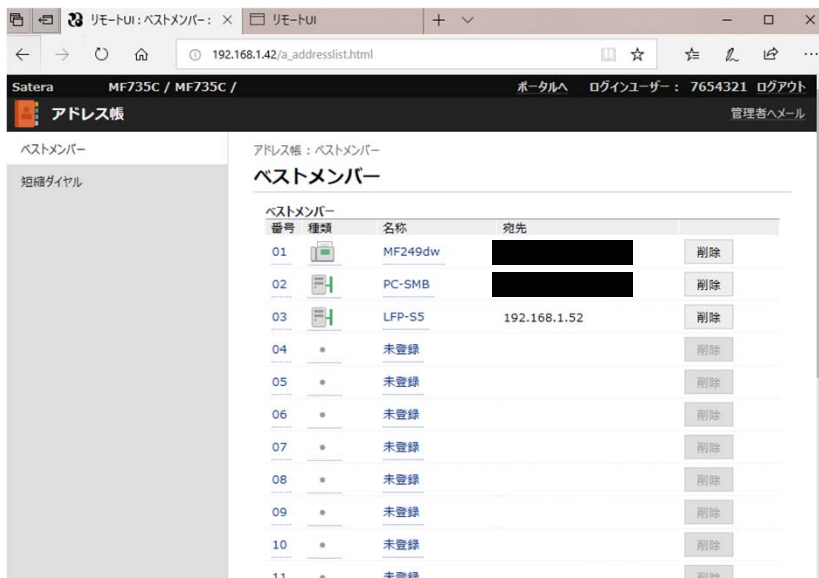 リモートUI : ベストメンバー :
リモートUI
192.168.1.42/a_addresslist.html
Satera MF735C / MF735C / ポータルへ ログインユーザー : 7654321 ログアウト
アドレス帳 管理者へメール
ベストメンバー
短縮ダイヤル
アドレス帳 : ベストメンバー
ベストメンバー
ベストメンバー
番号 種類 名称 宛先
01 MF249dw 削除
02 PC-SMB 削除
03 LFP-S5 192.168.1.52 削除
04 未登録 削除
05 未登録 削除
06 未登録 削除
07 未登録 削除
08 未登録 削除
09 未登録 削除
10 未登録 削除
11 未登録 削除